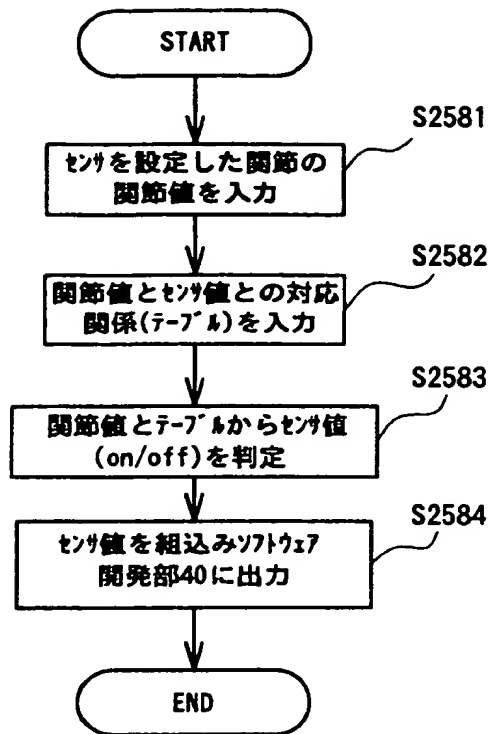 START
S2581
ｾﾝｻを設定した関節の
関節値を入力
S2582
関節値とｾﾝｻ値との対応
関係(ﾃｰﾌﾞﾙ)を入力
S2583
関節値とﾃｰﾌﾞﾙからｾﾝｻ値
(on/off)を判定
S2584
ｾﾝｻ値を組込みｿﾌﾄｳｪｱ
開発部40に出力
END